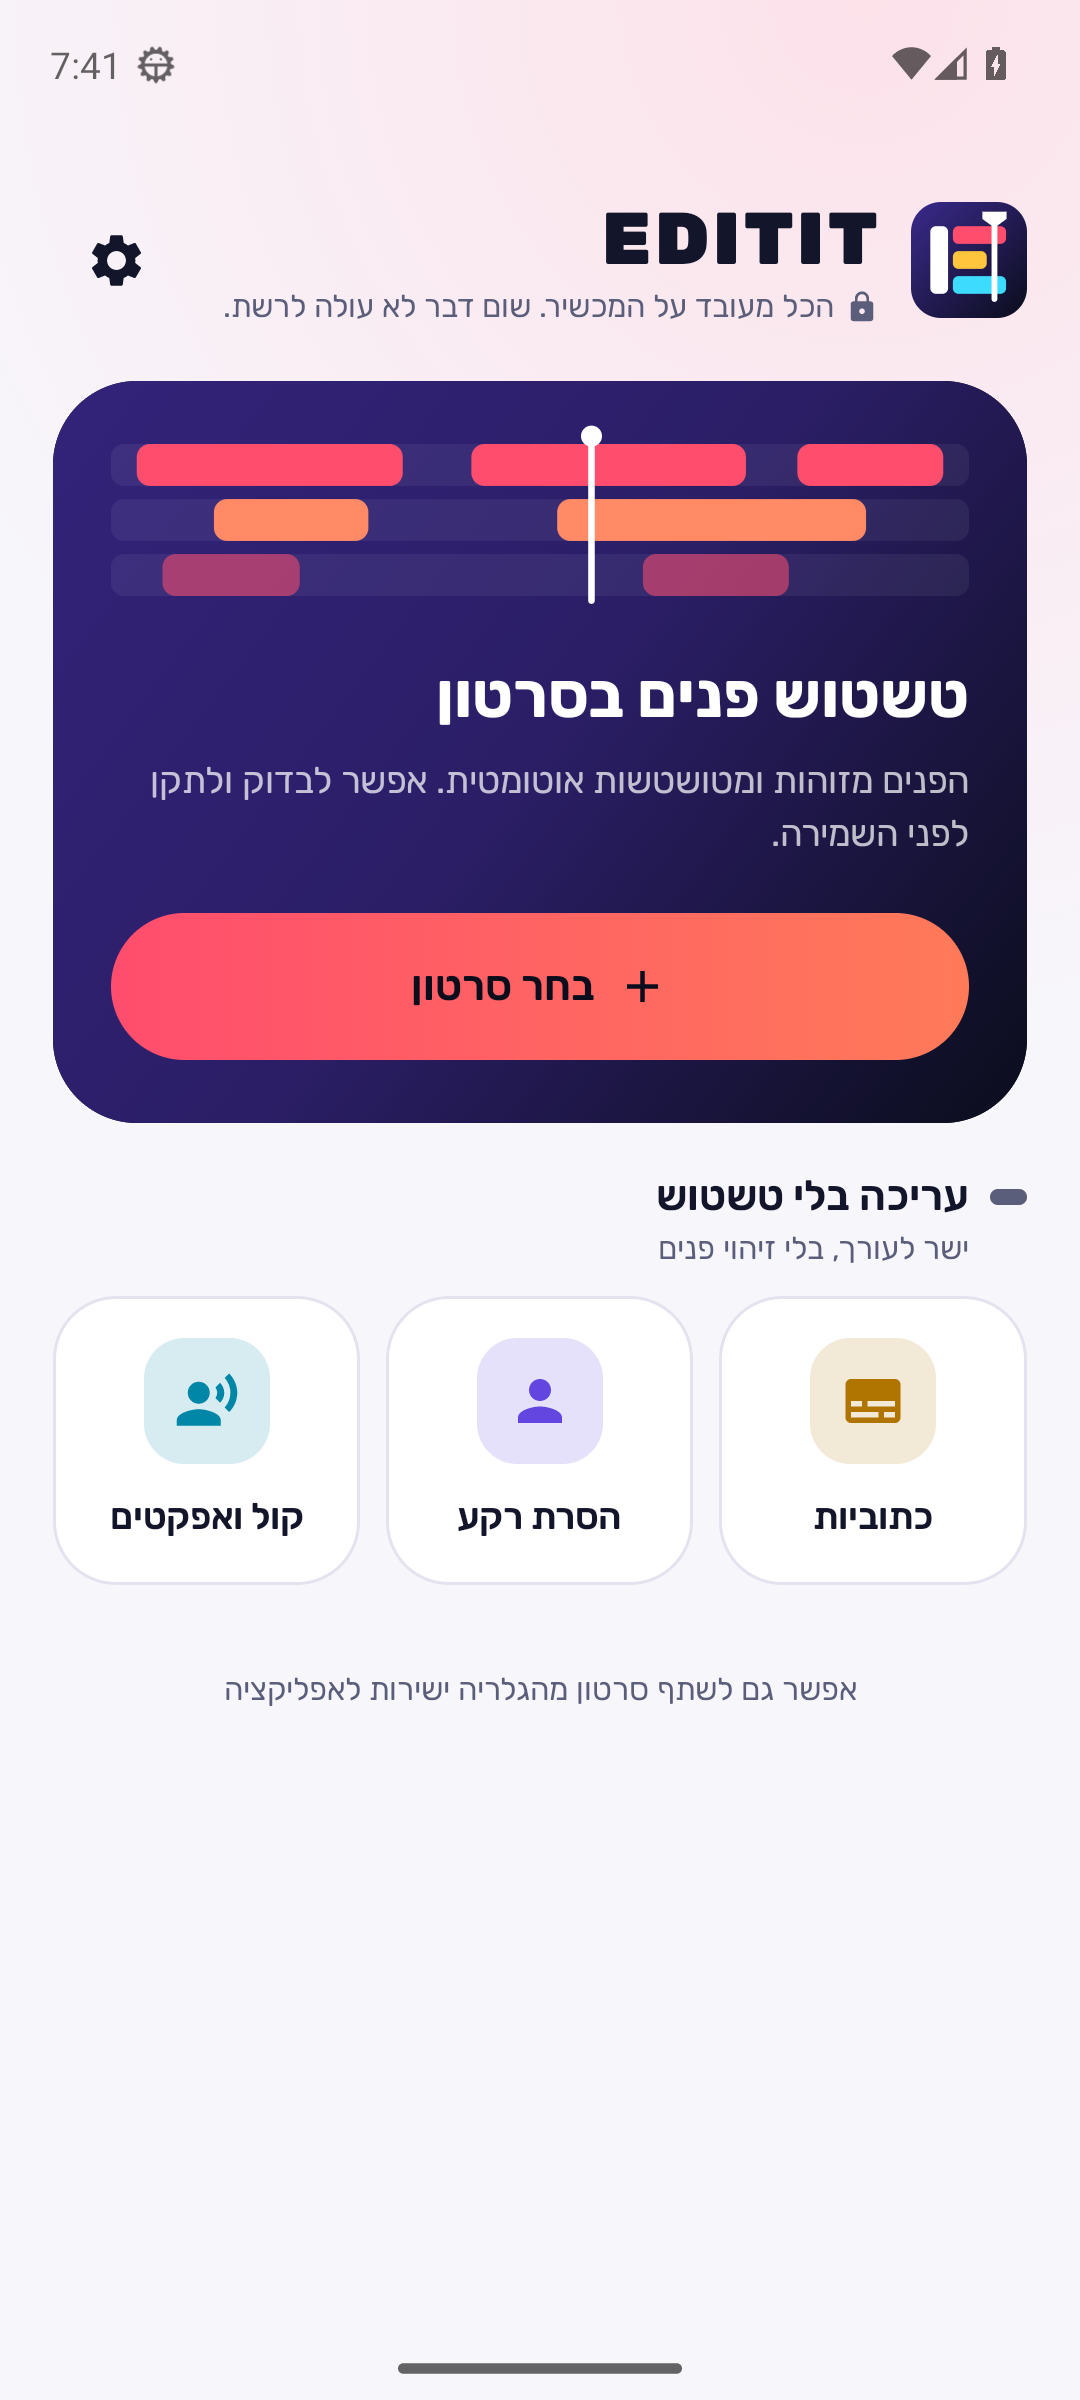 7:41
EDITIT
הכל מעובד על המכשיר. שום דבר לא עולה לרשת.
טשטוש פנים בסרטון
הפנים מזוהות ומטושטשות אוטומטית. אפשר לבדוק ולתקן
לפני השמירה.
בחר סרטון
עריכה בלי טשטוש
ישר לעורך, בלי זיהוי פנים
כתוביות
הסרת רקע
קול ואפקטים
אפשר גם לשתף סרטון מהגלריה ישירות לאפליקציה